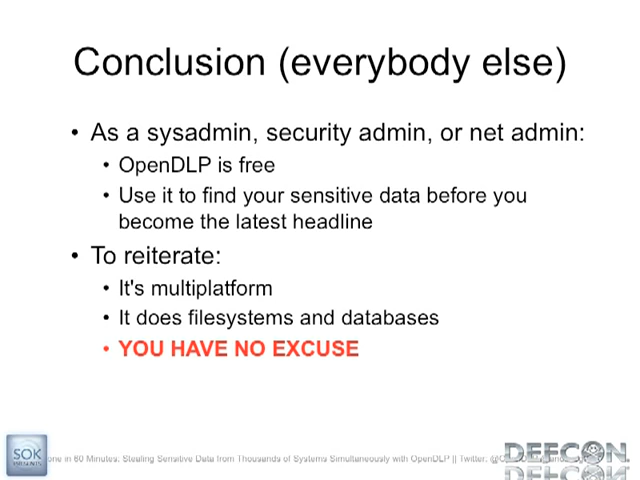 Conclusion (everybody else)
• As a sysadmin, security admin, or net admin:
• OpenDLP is free
• Use it to find your sensitive data before you
become the latest headline
• To reiterate:
• It's multiplatform
• It does filesystems and databases
• YOU HAVE NO EXCUSE
SOK
PRESENTS
one in 60 Minutes: Stealing Sensitive Data from Thousands of Systems Simultaneously with OpenDLP || Twitter:
DEFCON